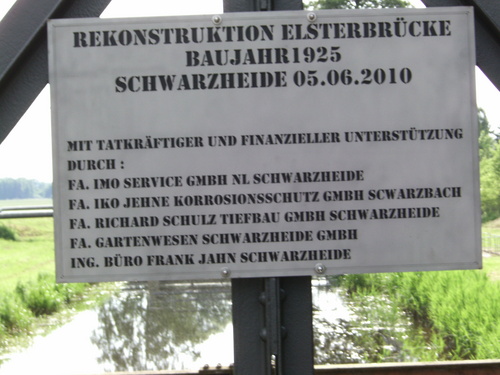 REKONSTRUKTION ELSTERBRÜCKE
BAUJAHR1925
SCHWARZHEIDE 05.06.2010
MIT TATKRÄFTIGER UND FINANZIELLER UNTERSTÜTZUNG
DURCH :
FA. IMO SERVICE GMBH NL SCHWARZHEIDE
FA. IKO JEHNE KORROSIONSSCHUTZ GMBH SCWARZBACH
FA. RICHARD SCHULZ TIEFBAU GMBH SCHWARZHEIDE
FA. GARTENWESEN SCHWARZHEIDE GMBH
ING. BÜRO FRANK JAHN SCHWARZHEIDE